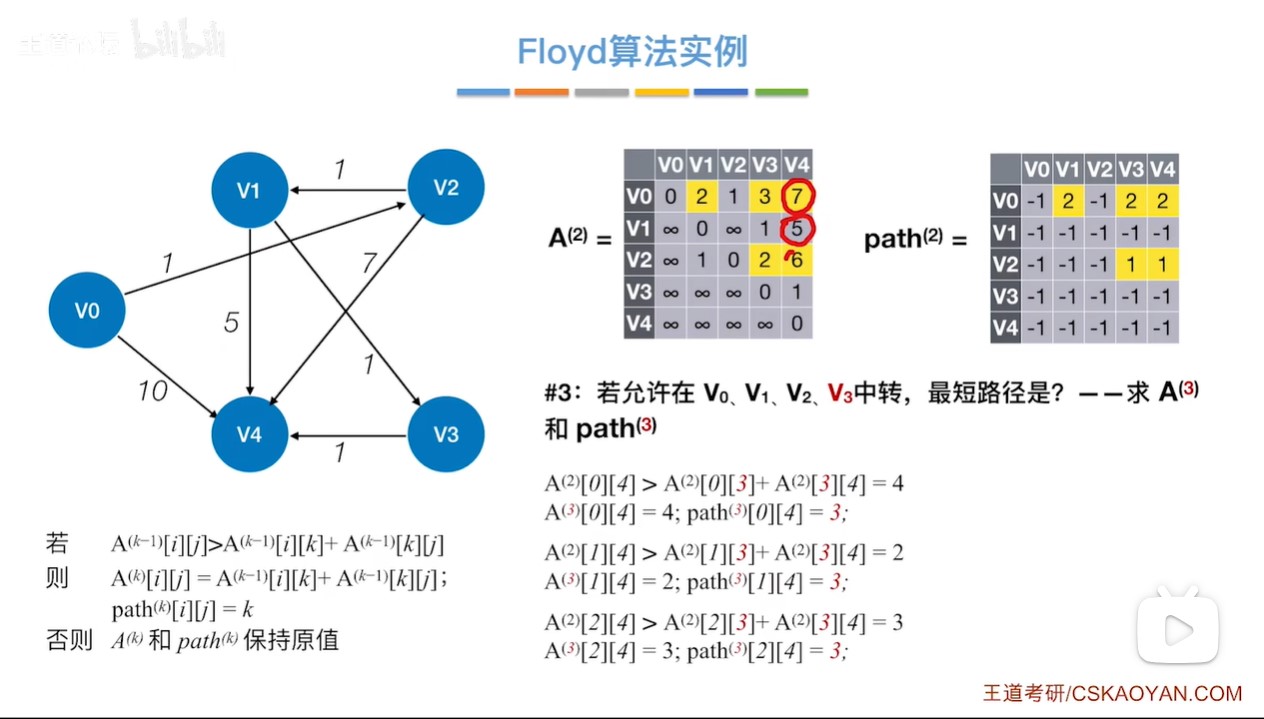 王道论坛 bilibili
Floyd算法实例
V1
1
V2
1
7
V0
5
1
10
V4
1
V3
A(2) =
V0 V1 V2 V3 V4
V0 0 2 1 3 7
V1 ∞ 0 ∞ 1 5
V2 ∞ 1 0 2 6
V3 ∞ ∞ ∞ 0 1
V4 ∞ ∞ ∞ ∞ 0
path(2) =
V0 V1 V2 V3 V4
V0 -1 2 -1 2 2
V1 -1 -1 -1 -1 -1
V2 -1 -1 -1 1 1
V3 -1 -1 -1 -1 -1
V4 -1 -1 -1 -1 -1
#3：若允许在 V0、V1、V2、V3中转，最短路径是？——求 A(3)
和 path(3)
A(2)[0][4] > A(2)[0][3]+ A(2)[3][4] = 4
A(3)[0][4] = 4; path(3)[0][4] = 3;
A(2)[1][4] > A(2)[1][3]+ A(2)[3][4] = 2
A(3)[1][4] = 2; path(3)[1][4] = 3;
A(2)[2][4] > A(2)[2][3]+ A(2)[3][4] = 3
A(3)[2][4] = 3; path(3)[2][4] = 3;
若 A(k-1)[i][j]>A(k-1)[i][k]+ A(k-1)[k][j]
则 A(k)[i][j] = A(k-1)[i][k]+ A(k-1)[k][j];
path(k)[i][j] = k
否则 A(k) 和 path(k) 保持原值
王道考研/CSKAOYAN.COM